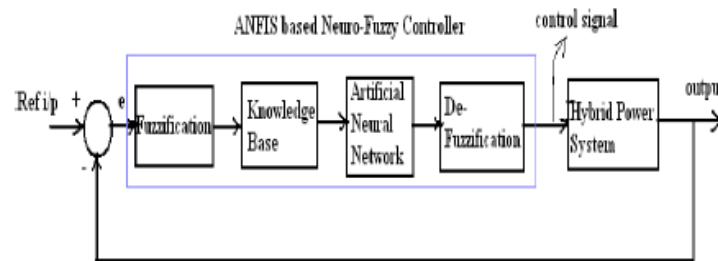 ANFIS based Neuro-Fuzzy Controller
control signal
Ref i/p
+
e
-
Fuzzification
Knowledge
Base
Artificial
Neural
Network
De-
Fuzzification
Hybrid Power
System
output